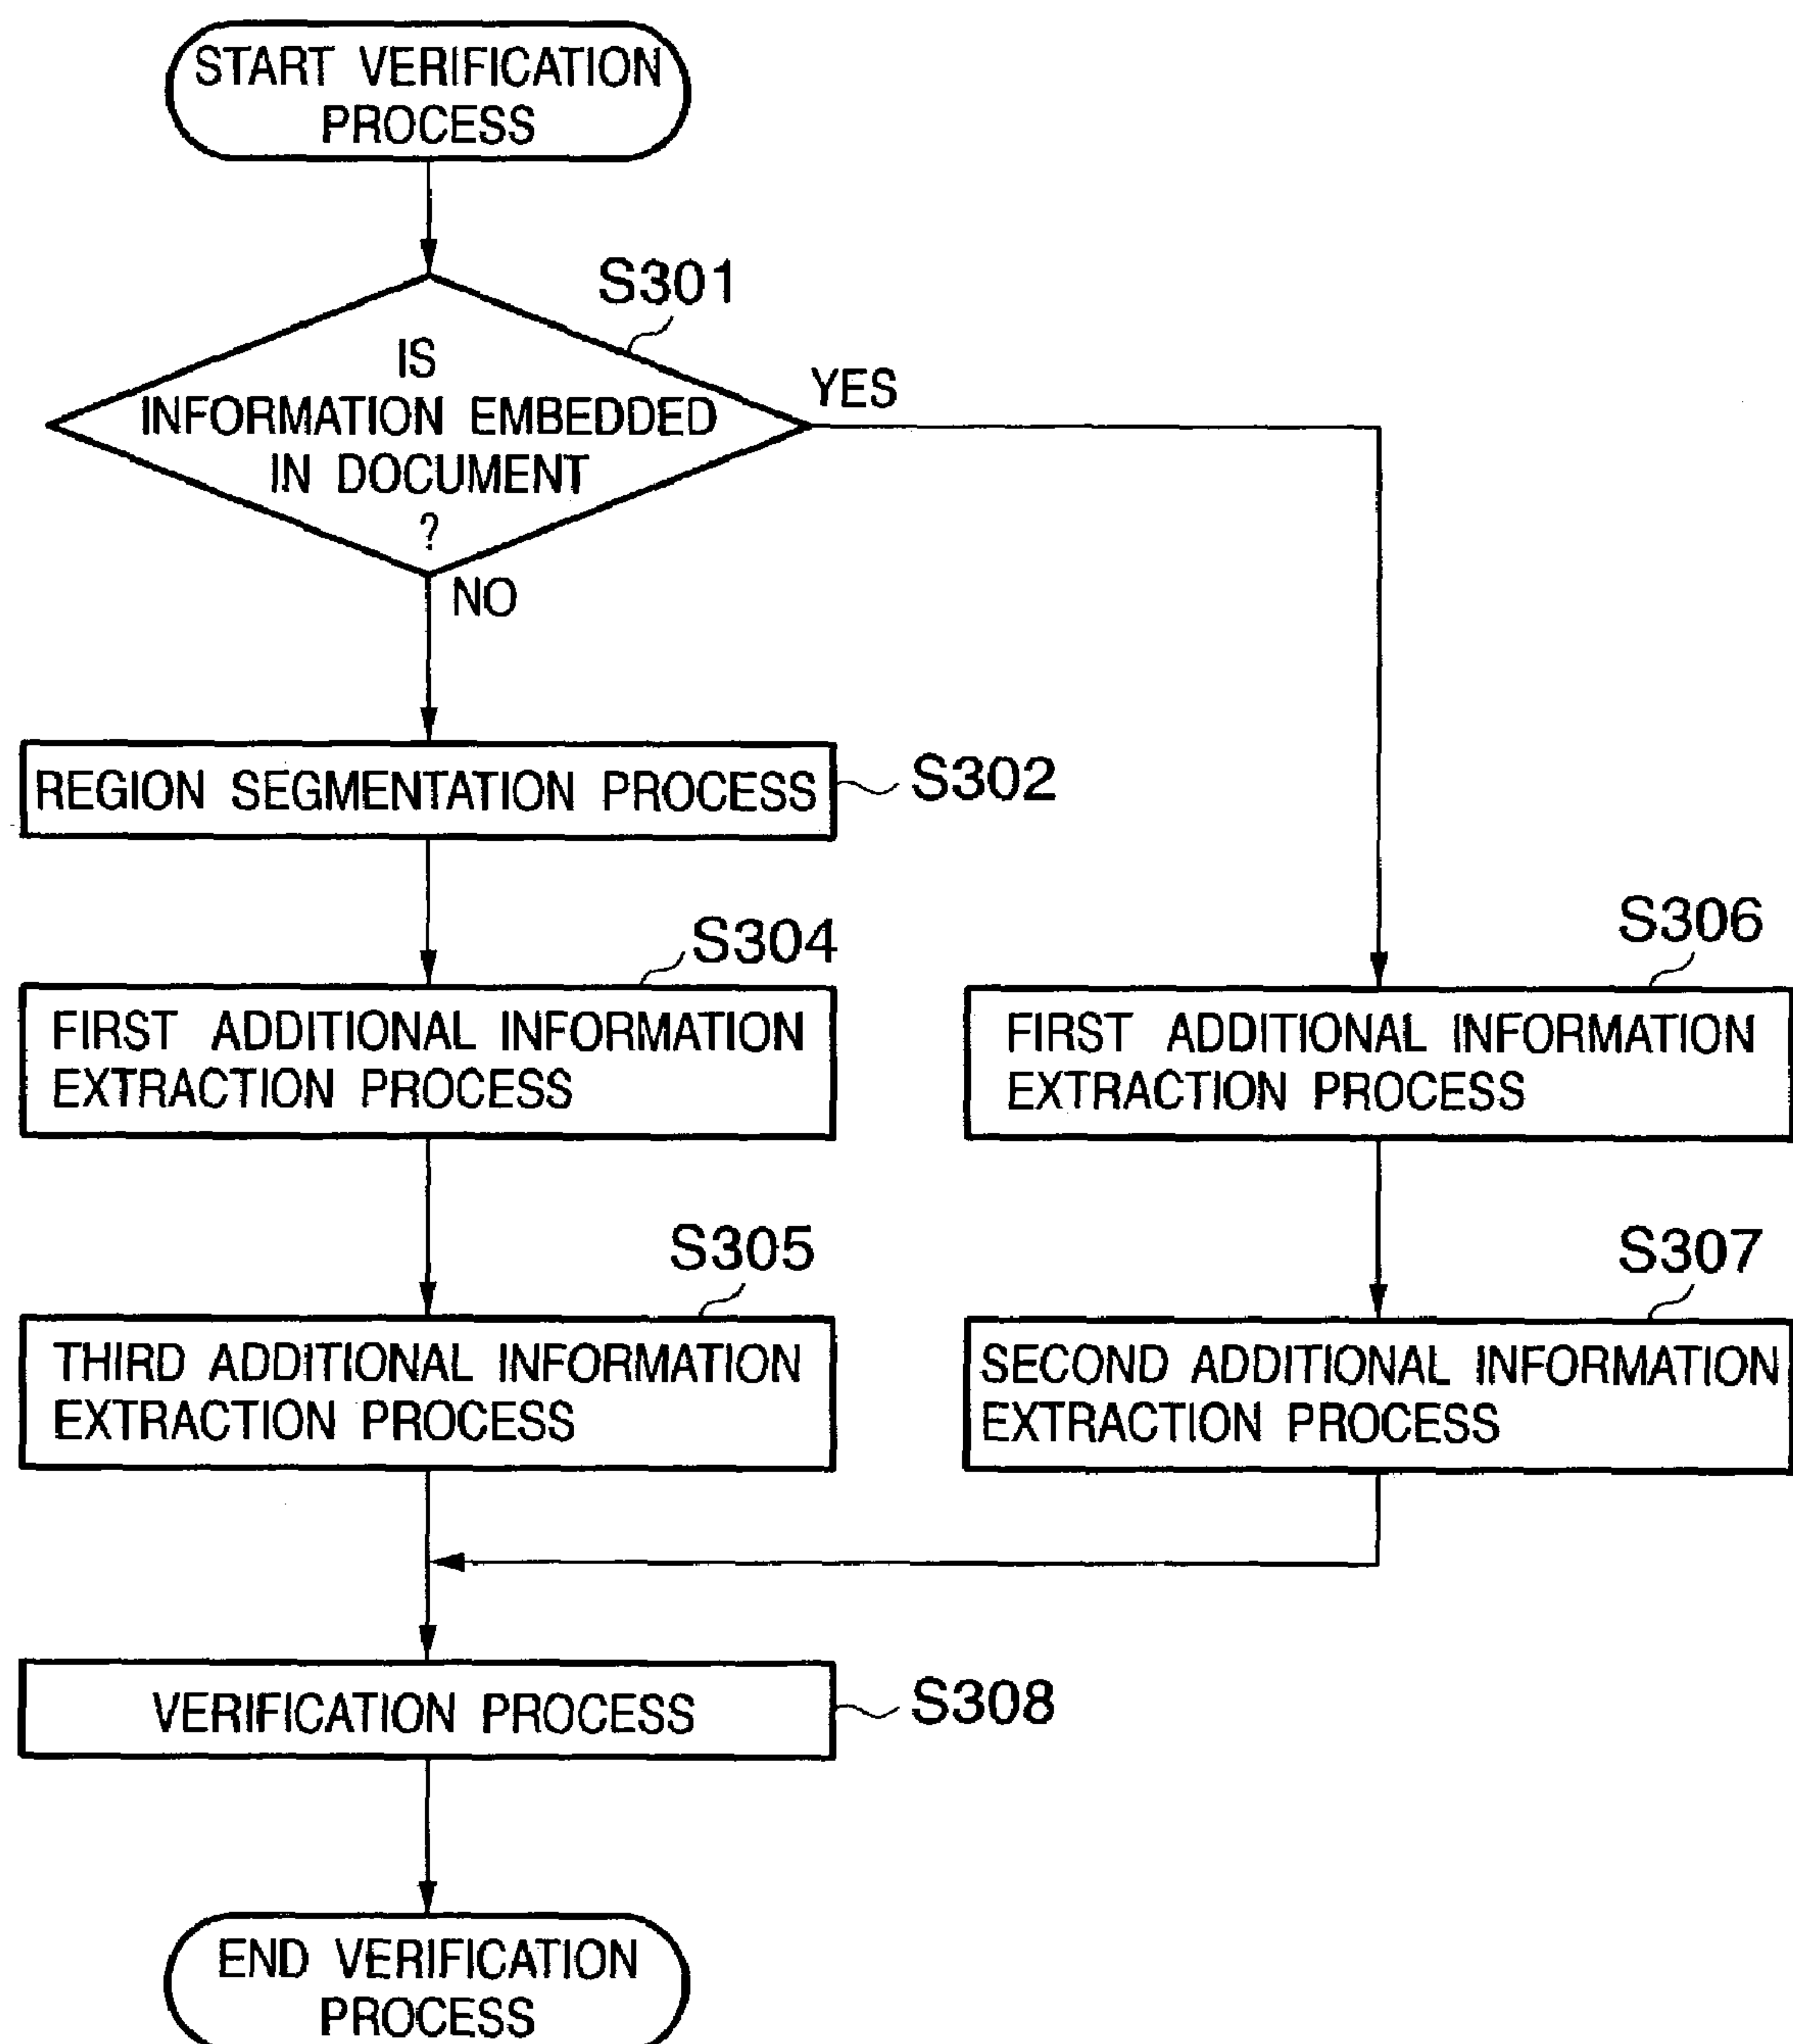 START VERIFICATION
PROCESS
S301
IS
INFORMATION EMBEDDED
IN DOCUMENT
?
YES
NO
REGION SEGMENTATION PROCESS
S302
S304
FIRST ADDITIONAL INFORMATION
EXTRACTION PROCESS
S306
FIRST ADDITIONAL INFORMATION
EXTRACTION PROCESS
S305
THIRD ADDITIONAL INFORMATION
EXTRACTION PROCESS
S307
SECOND ADDITIONAL INFORMATION
EXTRACTION PROCESS
VERIFICATION PROCESS
S308
END VERIFICATION
PROCESS